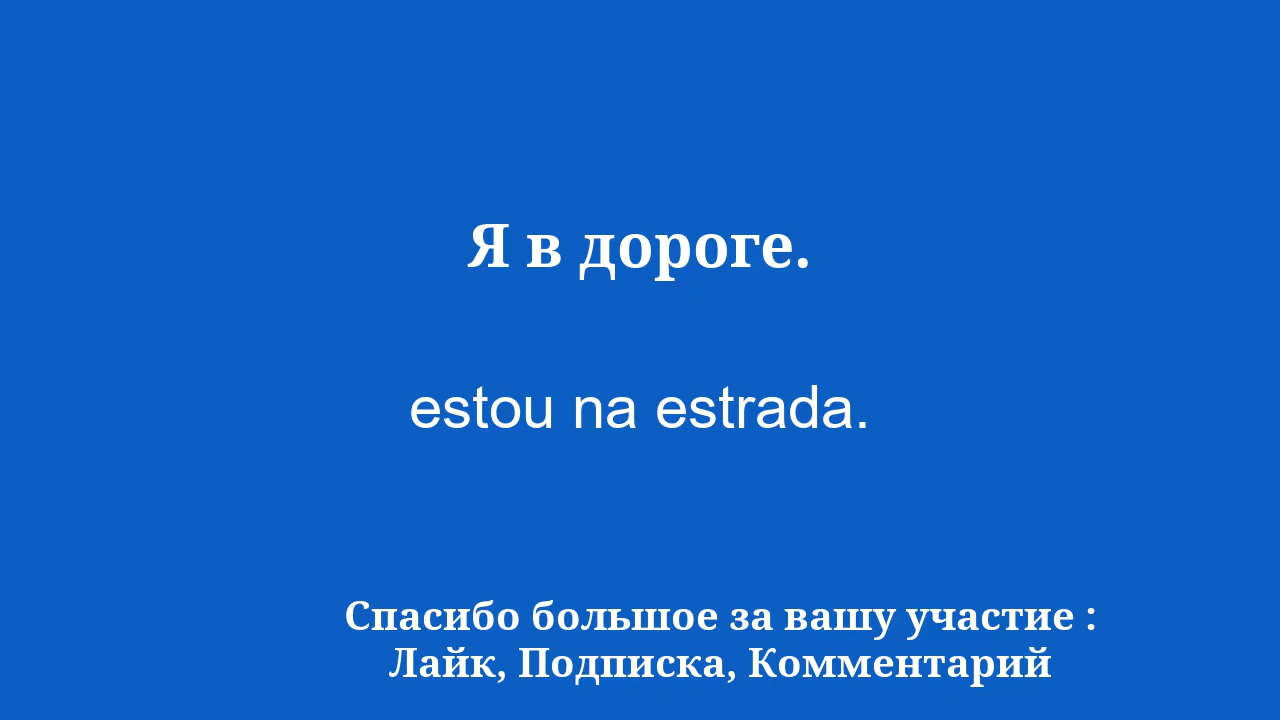 Я в дороге.
estou na estrada.
Спасибо большое за вашу участие :
Лайк, Подписка, Комментарий